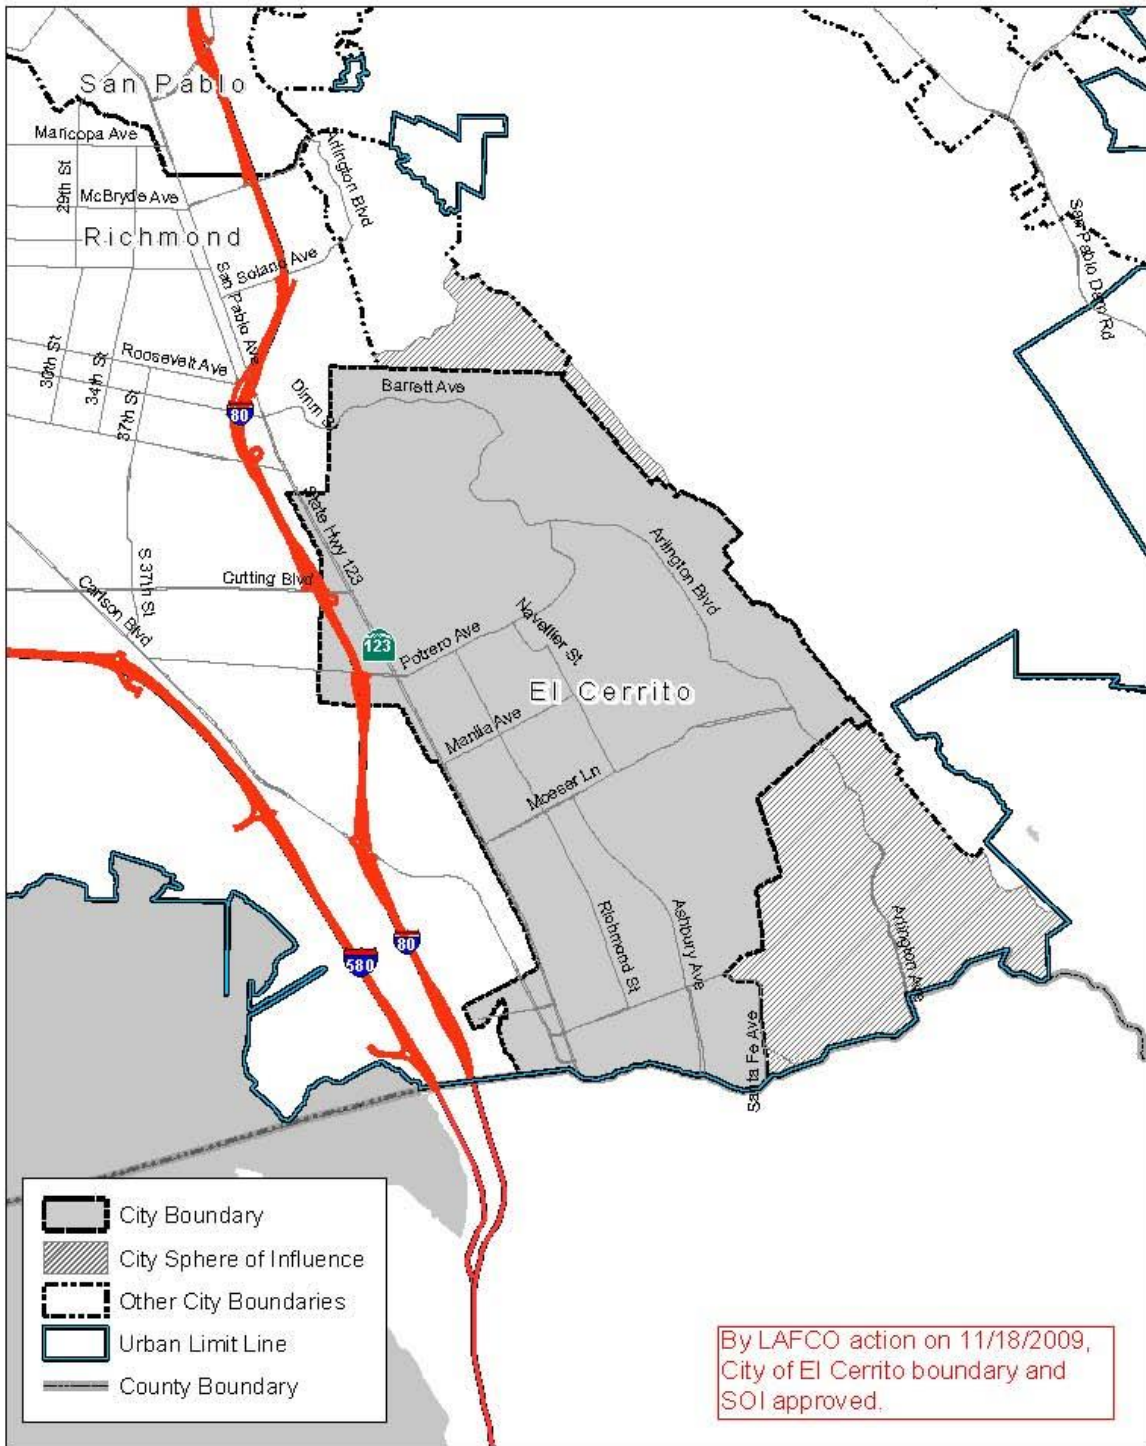 San Pablo
Maricopa Ave
Arlington Blvd
29th St
McBryde Ave
Richmond
San Pablo Dam Rd
Solano Ave
San Pablo Ave
Roosevelt Ave
30th St
34th St
37th St
80
Dimm S
Barrett Ave
State Hwy 123
Arlington Blvd
Cutting Blvd
S 37th St
Carlson Blvd
Navellier St
123
Potrero Ave
El Cerrito
Manila Ave
Moeser Ln
Richmond St
Ashbury Ave
Arlington Ave
80
580
Santa Fe Ave
City Boundary
City Sphere of Influence
Other City Boundaries
Urban Limit Line
County Boundary
By LAFCO action on 11/18/2009,
City of El Cerrito boundary and
SOI approved.